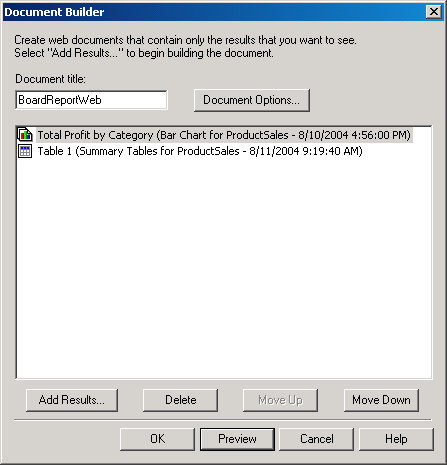 Document Builder
Create web documents that contain only the results that you want to see.
Select "Add Results..." to begin building the document.
Document title:
BoardReportWeb
Document Options...
Total Profit by Category (Bar Chart for ProductSales - 8/10/2004 4:56:00 PM)
Table 1 (Summary Tables for ProductSales - 8/11/2004 9:19:40 AM)
Add Results... Delete Move Up Move Down
OK Preview Cancel Help